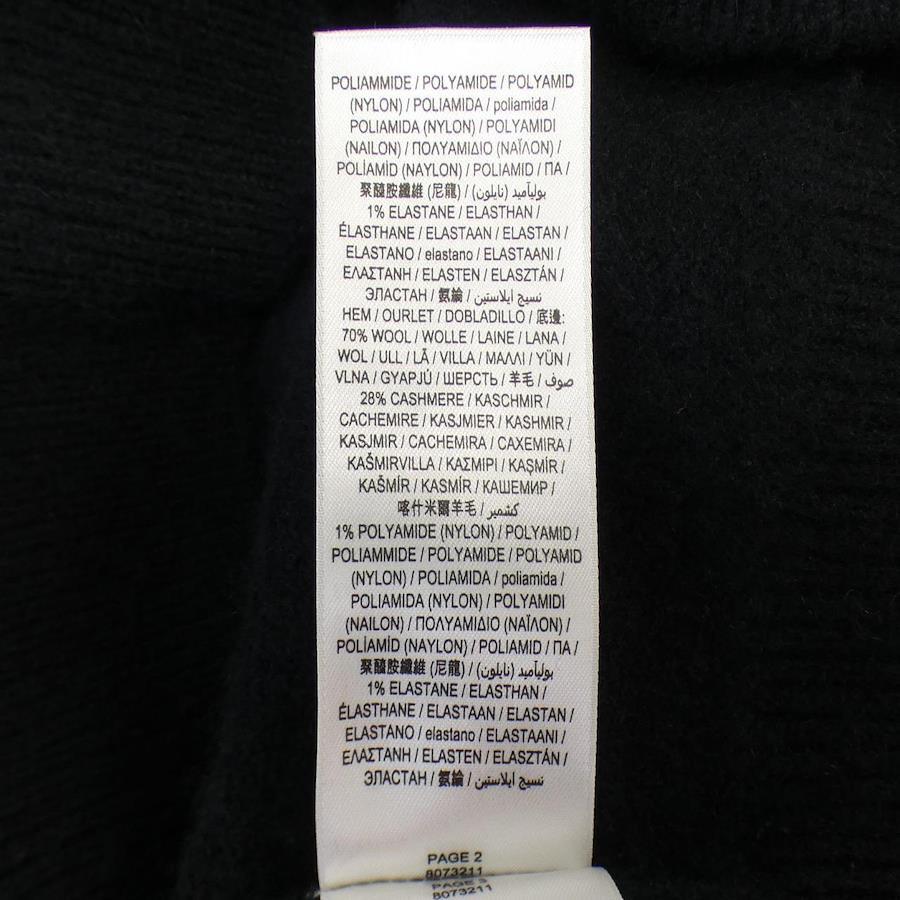 POLIAMMIDE / POLYAMIDE / POLYAMID
(NYLON) / POLIAMIDA / poliamida /
POLIAMIDA (NYLON) / POLYAMIDI
(NAILON) / ΠΟΛΥΑΜΙΔΙΟ (ΝΑΪΛΟΝ) /
POLİAMİD (NAYLON) / POLIAMID / ПА /
聚醯胺纖維 (尼龍) / بوليآميد (نايلون) /
1% ELASTANE / ELASTHAN /
ÉLASTHANE / ELASTAAN / ELASTAN /
ELASTANO / elastano / ELASTAANI /
ΕΛΑΣΤΑΝΗ / ELASTEN / ELASZTÁN /
ЭЛАСТАН / 氨綸 / نسيج ايلاستين
HEM / OURLET / DOBLADILLO / 底邊:
70% WOOL / WOLLE / LAINE / LANA /
WOL / ULL / LÃ / VILLA / ΜΑΛΛΙ / YÜN /
VLNA / GYAPJÚ / ШЕРСТЬ / 羊毛 / صوف
28% CASHMERE / KASCHMIR /
CACHEMIRE / KASJMIER / KASHMIR /
KASJMIR / CACHEMIRA / CAXEMIRA /
KAŠMIRVILLA / ΚΑΣΜΙΡΙ / KAŞMİR /
KAŠMÍR / KASMÍR / КАШЕМИР /
喀什米爾羊毛 / كشمير
1% POLYAMIDE (NYLON) / POLYAMID /
POLIAMMIDE / POLYAMIDE / POLYAMID
(NYLON) / POLIAMIDA / poliamida /
POLIAMIDA (NYLON) / POLYAMIDI
(NAILON) / ΠΟΛΥΑΜΙΔΙΟ (ΝΑΪΛΟΝ) /
POLİAMİD (NAYLON) / POLIAMID / ПА /
聚醯胺纖維 (尼龍) / بوليآميد (نايلون) /
1% ELASTANE / ELASTHAN /
ÉLASTHANE / ELASTAAN / ELASTAN /
ELASTANO / elastano / ELASTAANI /
ΕΛΑΣΤΑΝΗ / ELASTEN / ELASZTÁN /
ЭЛАСТАН / 氨綸 / نسيج ايلاستين
PAGE 2
8073211
PAGE 3
8073211